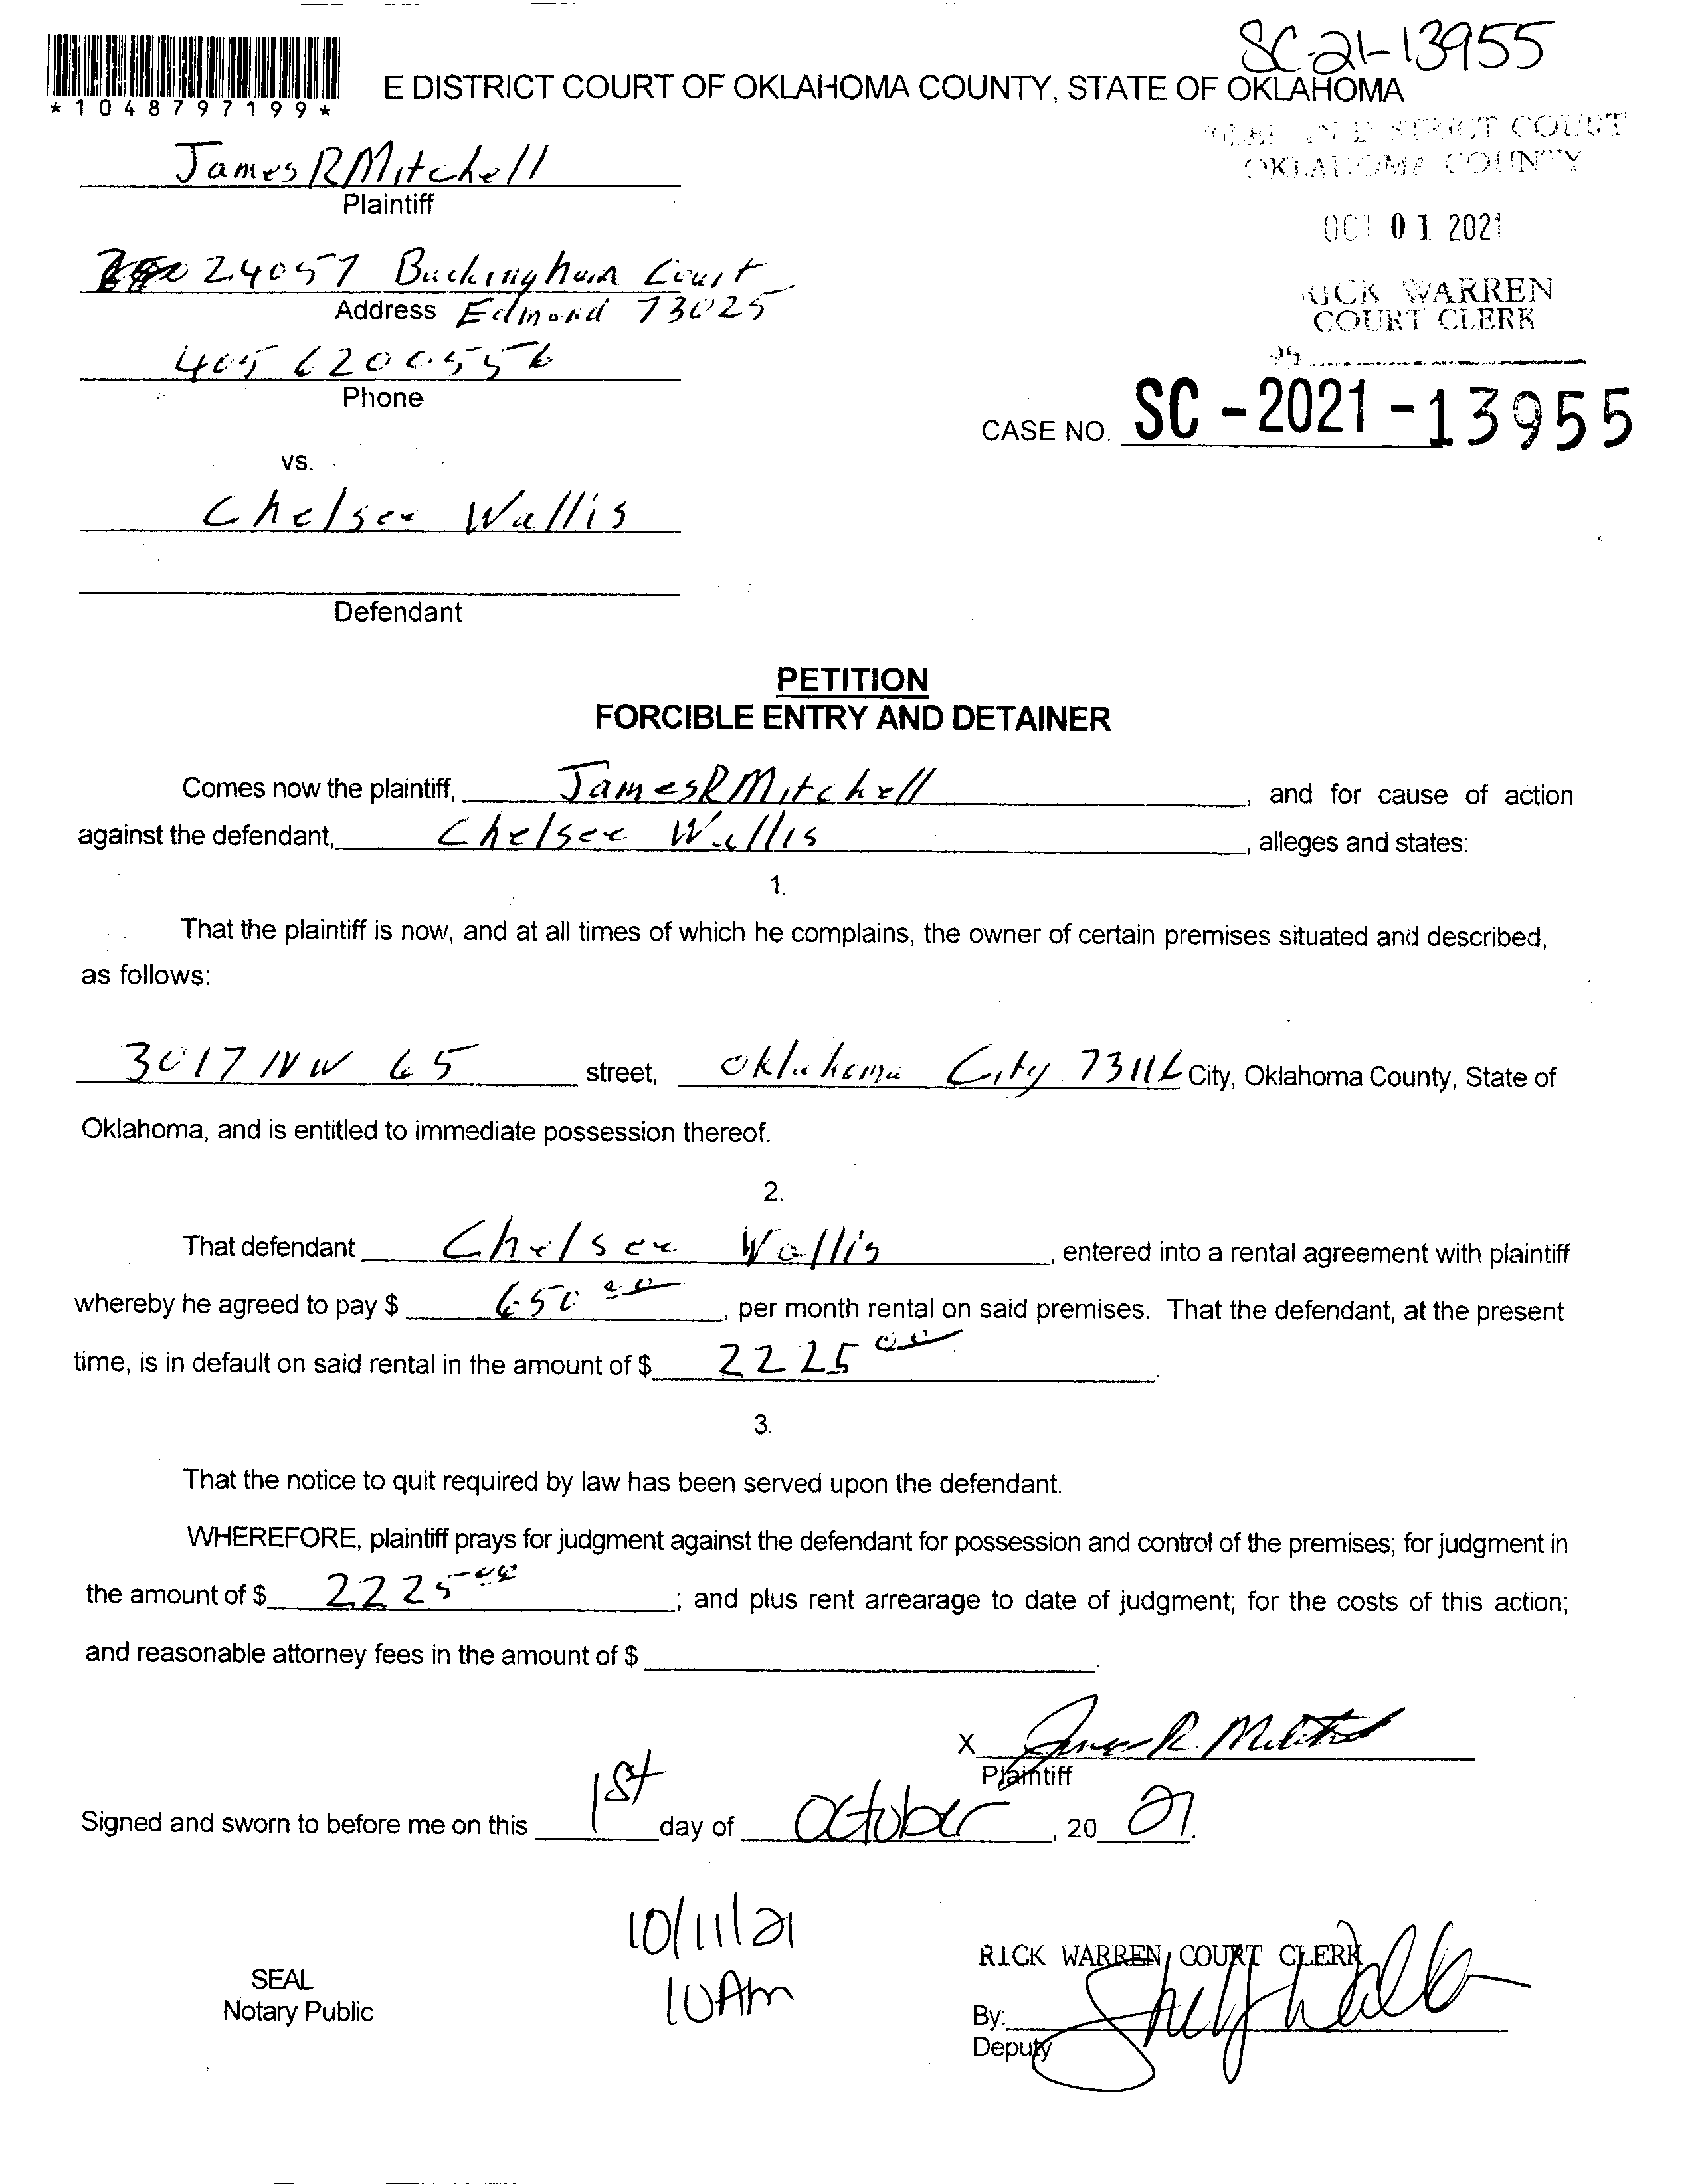 SC-21-13955
*1048797199*
E DISTRICT COURT OF OKLAHOMA COUNTY, STATE OF OKLAHOMA
DISTRICT COURT
OKLAHOMA COUNTY
James R Mitchell
Plaintiff
OCT 01 2021
24057 Buckingham Court
Address Edmond 73025
RICK WARREN
COURT CLERK
405 6200556
Phone
CASE NO. SC-2021-13955
vs.
Chelsee Wallis
Defendant
PETITION
FORCIBLE ENTRY AND DETAINER
Comes now the plaintiff, James R Mitchell, and for cause of action
against the defendant, Chelsee Wallis, alleges and states:
1.
That the plaintiff is now, and at all times of which he complains, the owner of certain premises situated and described,
as follows:
3017 NW 65 street, Oklahoma City 73116 City, Oklahoma County, State of
Oklahoma, and is entitled to immediate possession thereof.
2.
That defendant Chelsee Wallis, entered into a rental agreement with plaintiff
whereby he agreed to pay $ 650 00, per month rental on said premises. That the defendant, at the present
time, is in default on said rental in the amount of $ 2225 00.
3.
That the notice to quit required by law has been served upon the defendant.
WHEREFORE, plaintiff prays for judgment against the defendant for possession and control of the premises; for judgment in
the amount of $ 2225 00; and plus rent arrearage to date of judgment; for the costs of this action;
and reasonable attorney fees in the amount of $ .
X James R Mitchell
Plaintiff
Signed and sworn to before me on this 1st day of October, 20 21.
10/11/21
10Am
RICK WARREN, COURT CLERK
SEAL
Notary Public
By:
Deputy